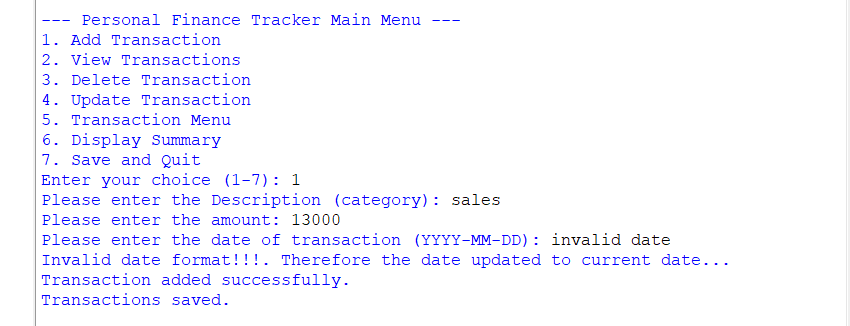 --- Personal Finance Tracker Main Menu ---
1. Add Transaction
2. View Transactions
3. Delete Transaction
4. Update Transaction
5. Transaction Menu
6. Display Summary
7. Save and Quit
Enter your choice (1-7): 1
Please enter the Description (category): sales
Please enter the amount: 13000
Please enter the date of transaction (YYYY-MM-DD): invalid date
Invalid date format!!!. Therefore the date updated to current date...
Transaction added successfully.
Transactions saved.